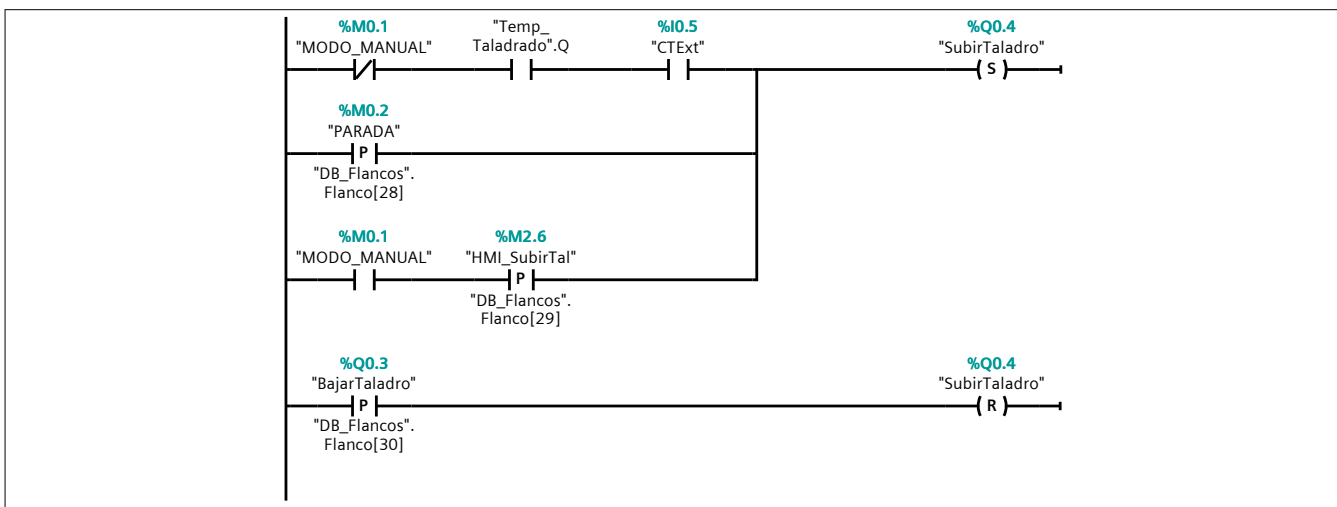 %M0.1
"MODO_MANUAL"
"Temp_
Taladrado".Q
%I0.5
"CTExt"
%Q0.4
"SubirTaladro"
S
%M0.2
"PARADA"
P
"DB_Flancos".
Flanco[28]
%M0.1
"MODO_MANUAL"
%M2.6
"HMI_SubirTal"
P
"DB_Flancos".
Flanco[29]
%Q0.3
"BajarTaladro"
P
"DB_Flancos".
Flanco[30]
%Q0.4
"SubirTaladro"
R